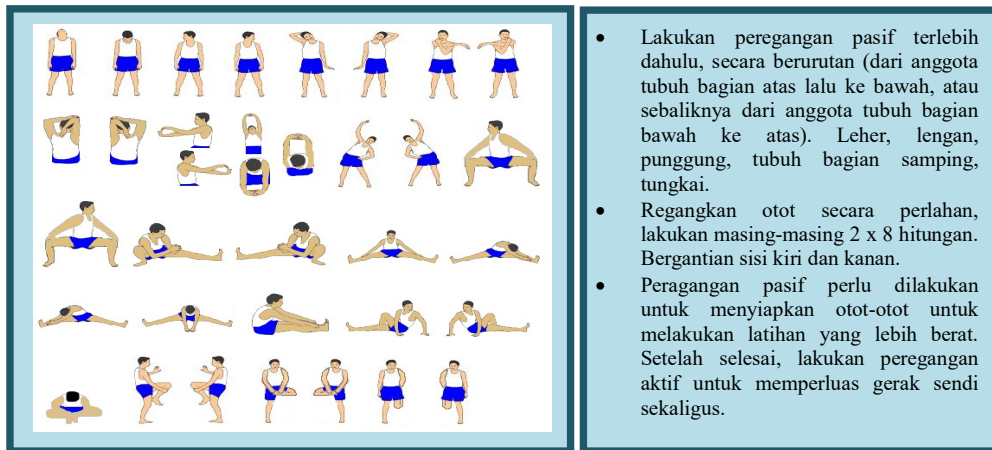 • Lakukan peregangan pasif terlebih
dahulu, secara berurutan (dari anggota
tubuh bagian atas lalu ke bawah, atau
sebaliknya dari anggota tubuh bagian
bawah ke atas). Leher, lengan,
punggung, tubuh bagian samping,
tungkai.
• Regangkan otot secara perlahan,
lakukan masing-masing 2 x 8 hitungan.
Bergantian sisi kiri dan kanan.
• Peragangan pasif perlu dilakukan
untuk menyiapkan otot-otot untuk
melakukan latihan yang lebih berat.
Setelah selesai, lakukan peregangan
aktif untuk memperluas gerak sendi
sekaligus.